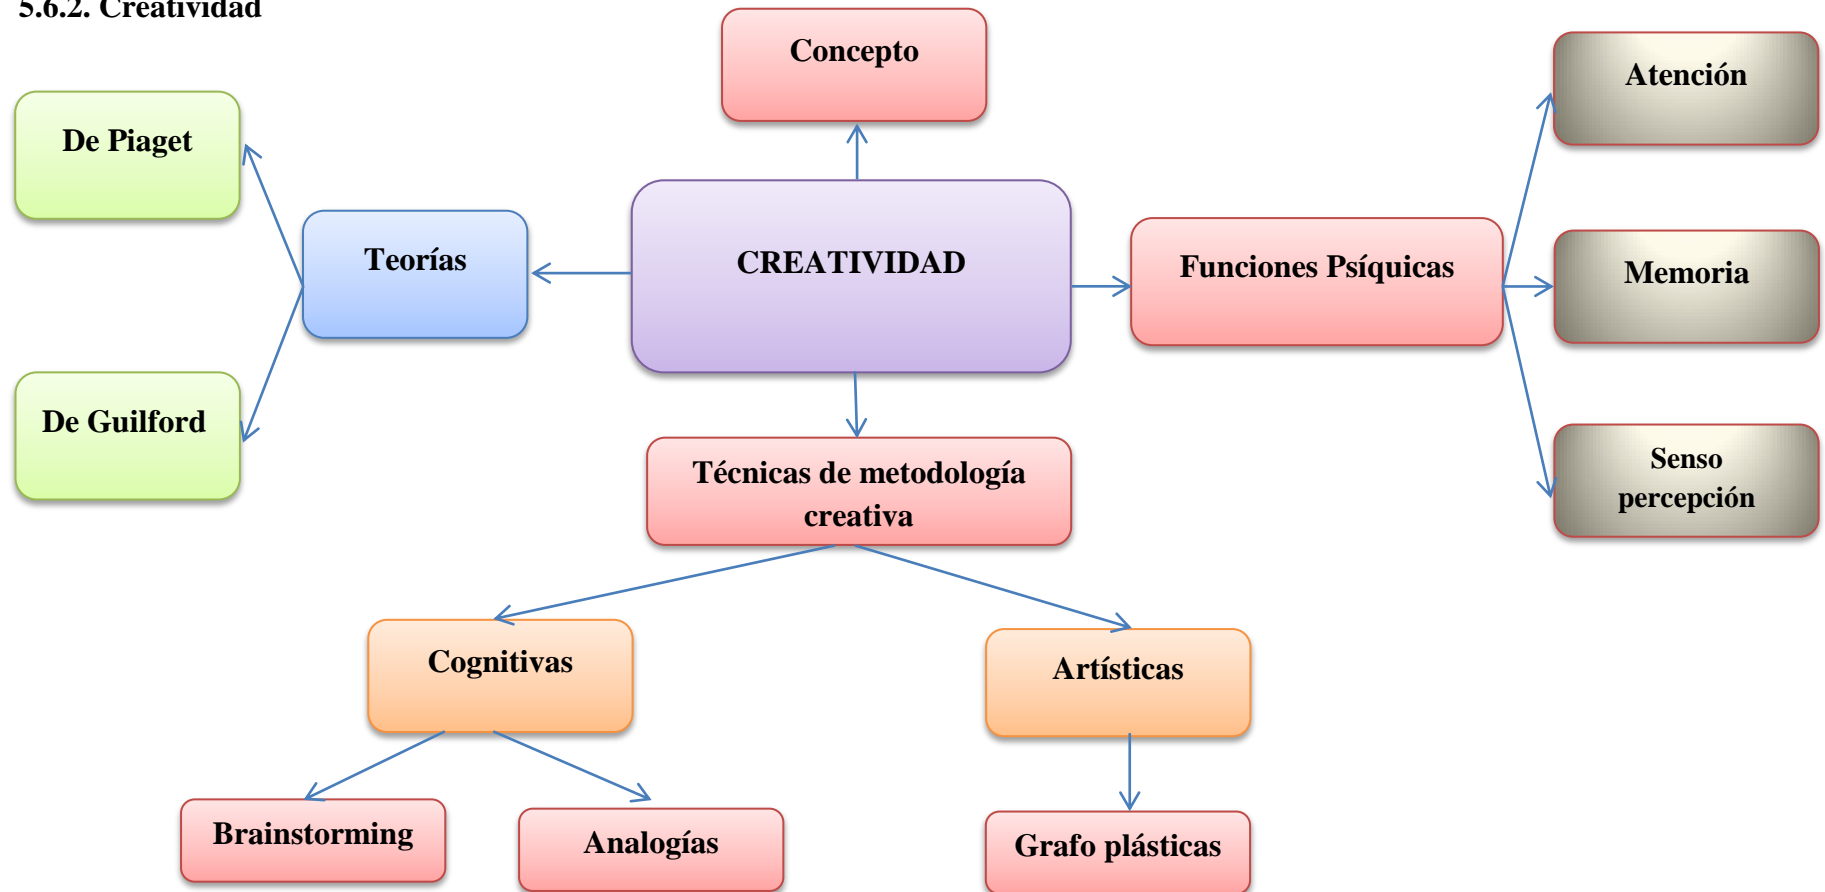 5.6.2. Creatividad
Concepto
Atención
De Piaget
Teorías
CREATIVIDAD
Funciones Psíquicas
Memoria
De Guilford
Técnicas de metodología
creativa
Senso
percepción
Cognitivas
Artísticas
Brainstorming
Analogías
Grafo plásticas